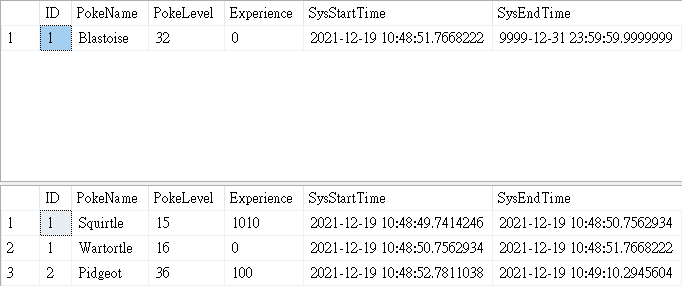 ID PokeName PokeLevel Experience SysStartTime SysEndTime
1 1 Blastoise 32 0 2021-12-19 10:48:51.7668222 9999-12-31 23:59:59.9999999
ID PokeName PokeLevel Experience SysStartTime SysEndTime
1 1 Squirtle 15 1010 2021-12-19 10:48:49.7414246 2021-12-19 10:48:50.7562934
2 1 Wartortle 16 0 2021-12-19 10:48:50.7562934 2021-12-19 10:48:51.7668222
3 2 Pidgeot 36 100 2021-12-19 10:48:52.7811038 2021-12-19 10:49:10.2945604